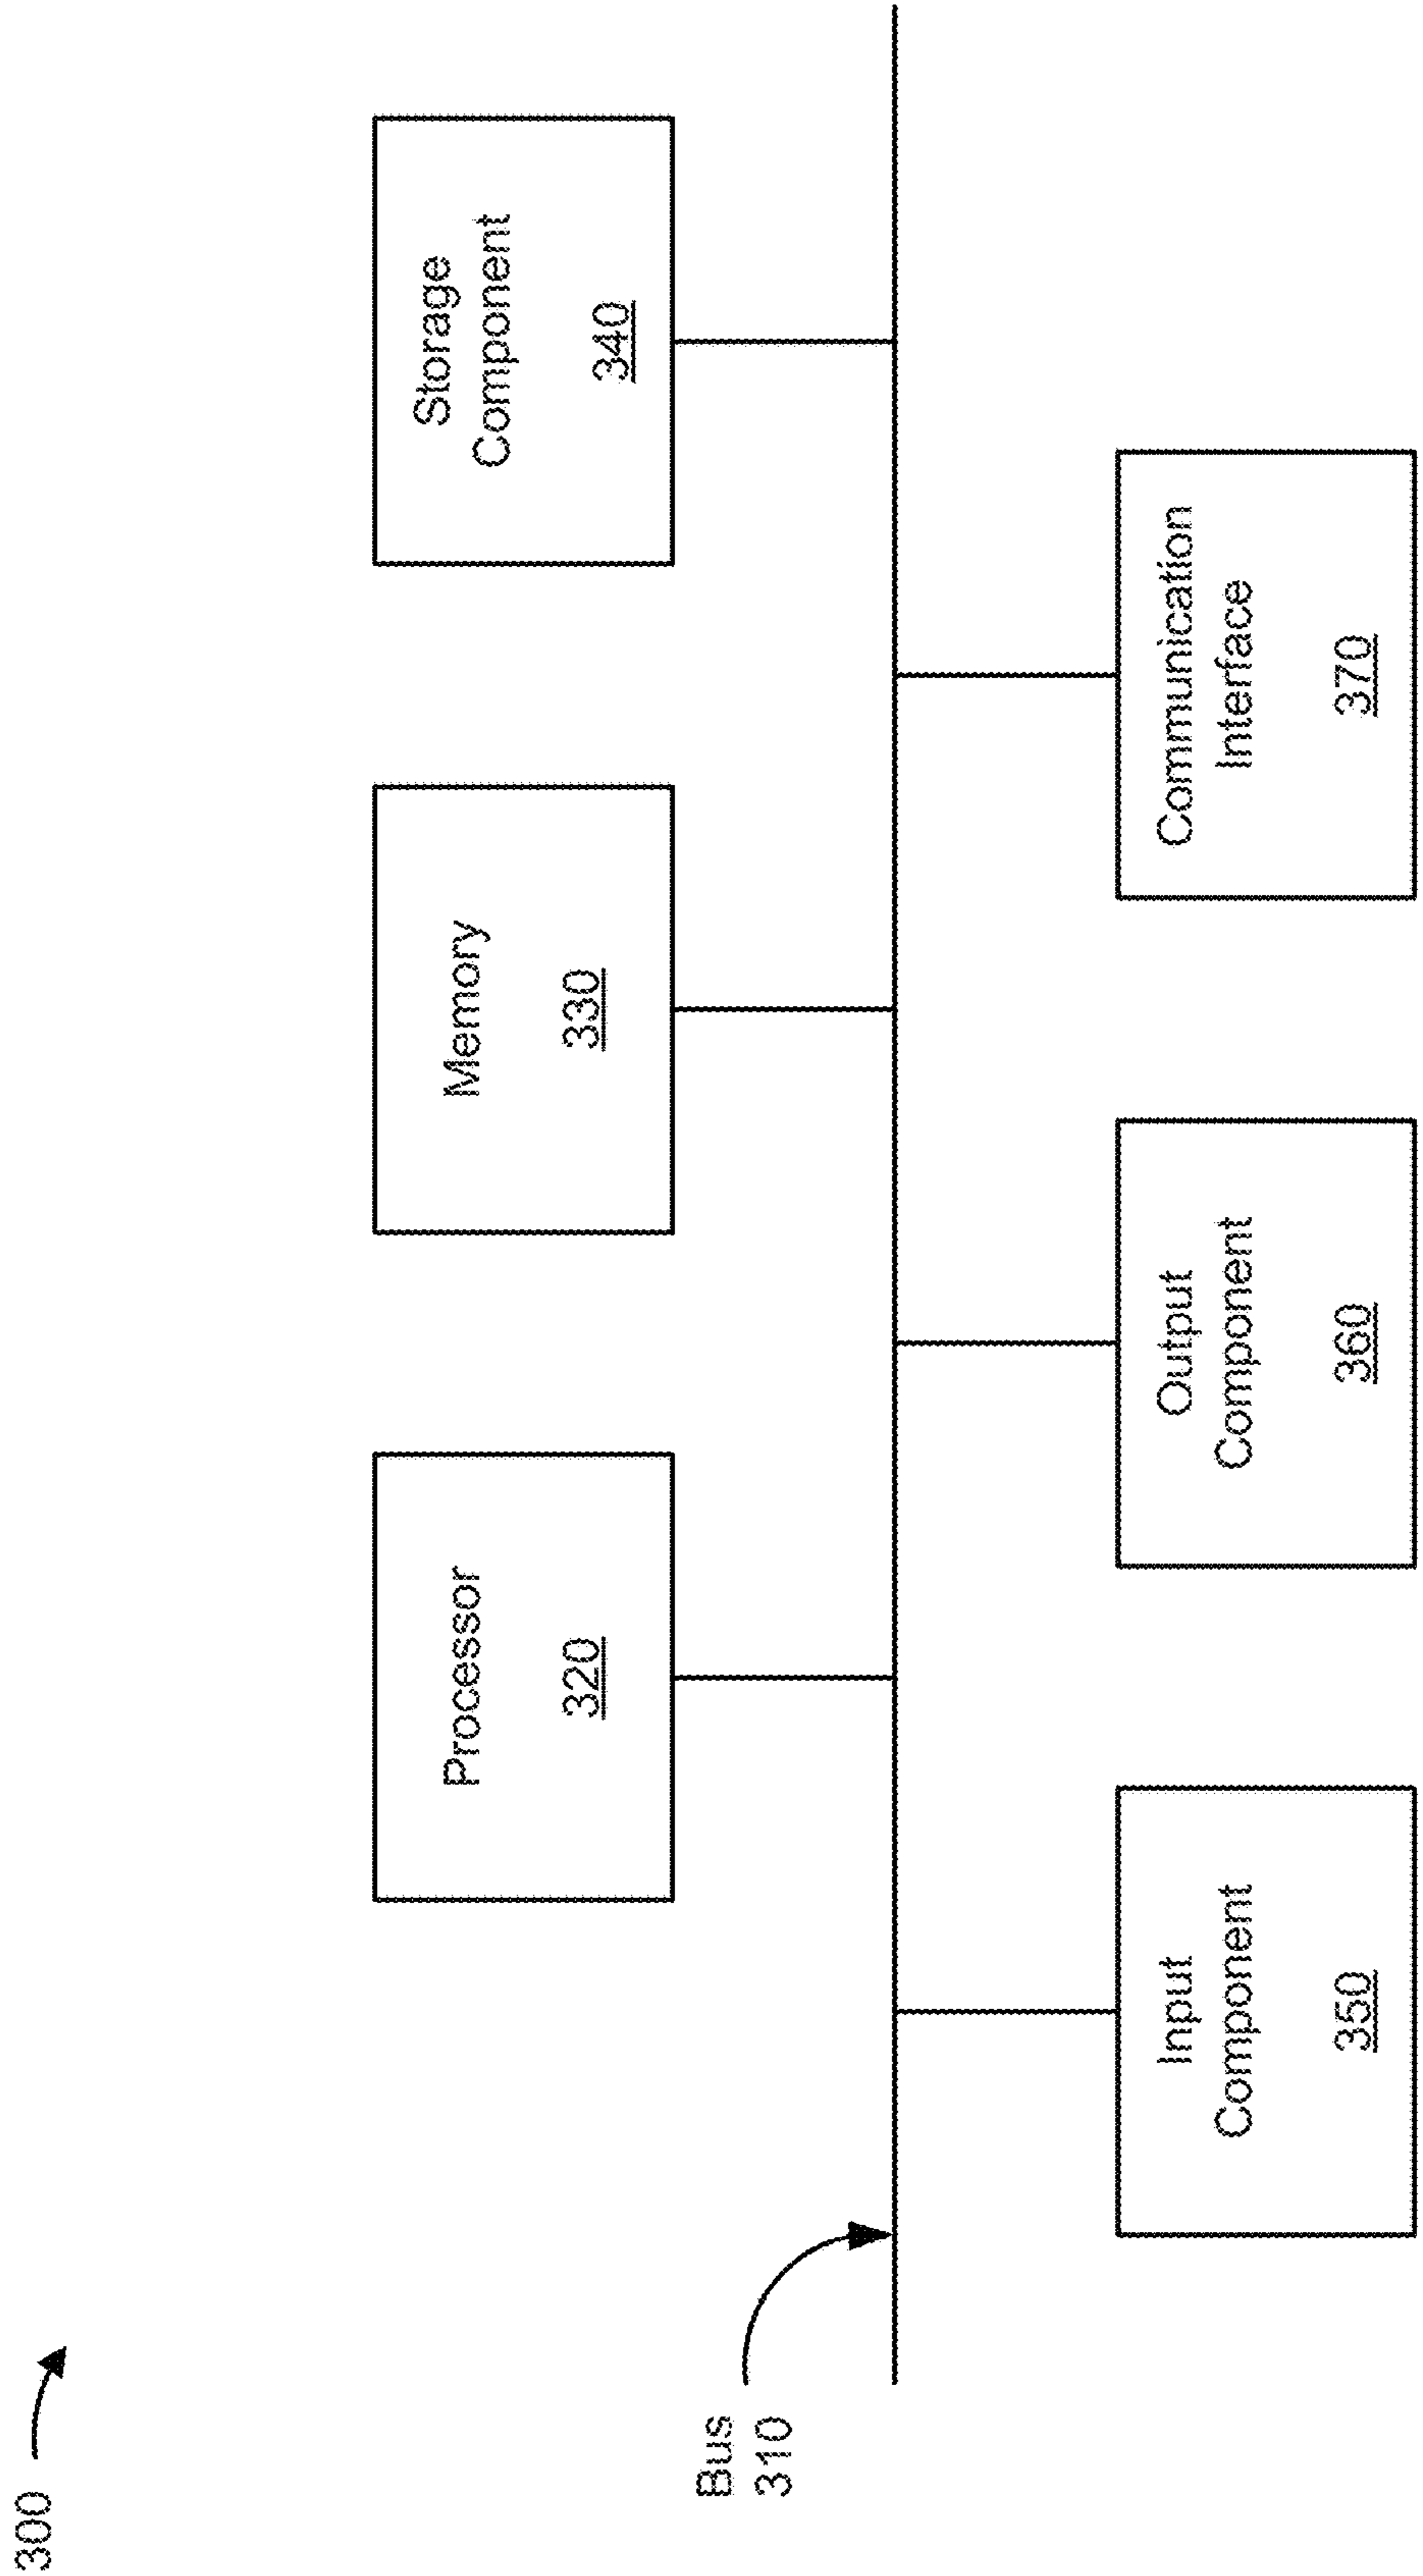 300
Bus
310
Processor
320
Memory
330
Storage
Component
340
Input
Component
350
Output
Component
360
Communication
Interface
370